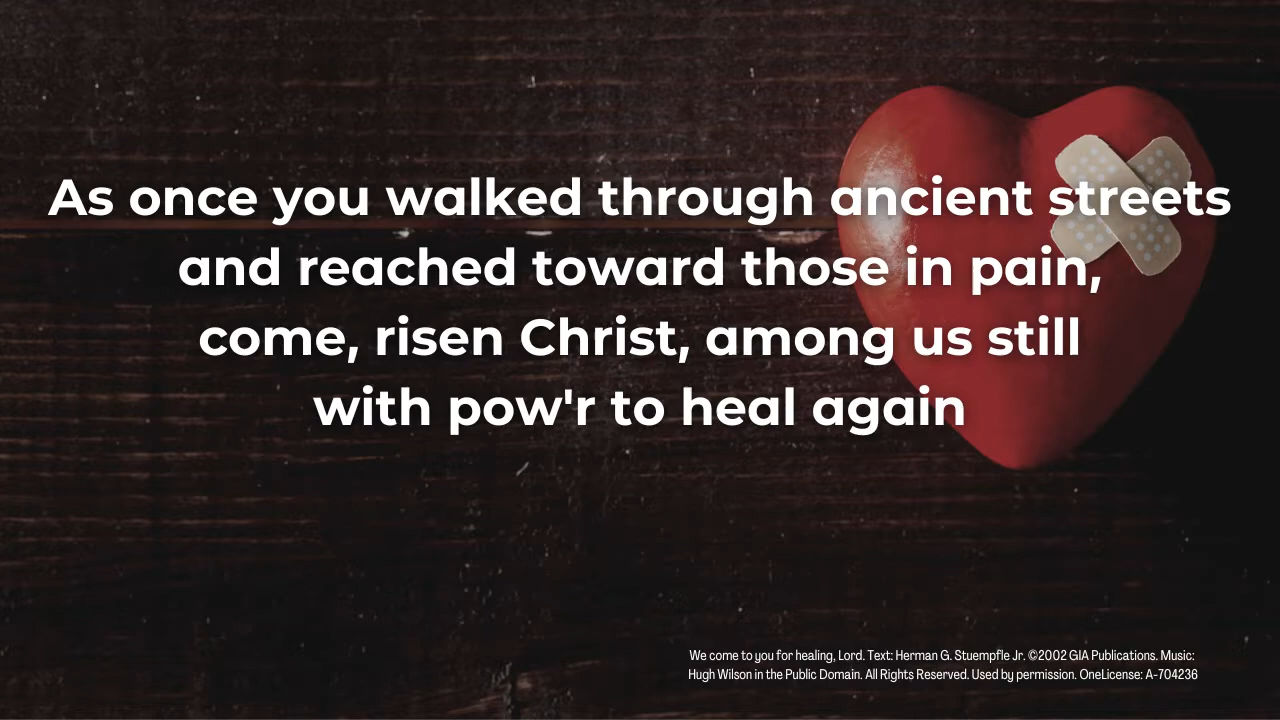 As once you walked through ancient streets
and reached toward those in pain,
come, risen Christ, among us still
with pow'r to heal again
We come to you for healing, Lord. Text: Herman G. Stuempfle Jr. ©2002 GIA Publications. Music:
Hugh Wilson in the Public Domain. All Rights Reserved. Used by permission. OneLicense: A-704236